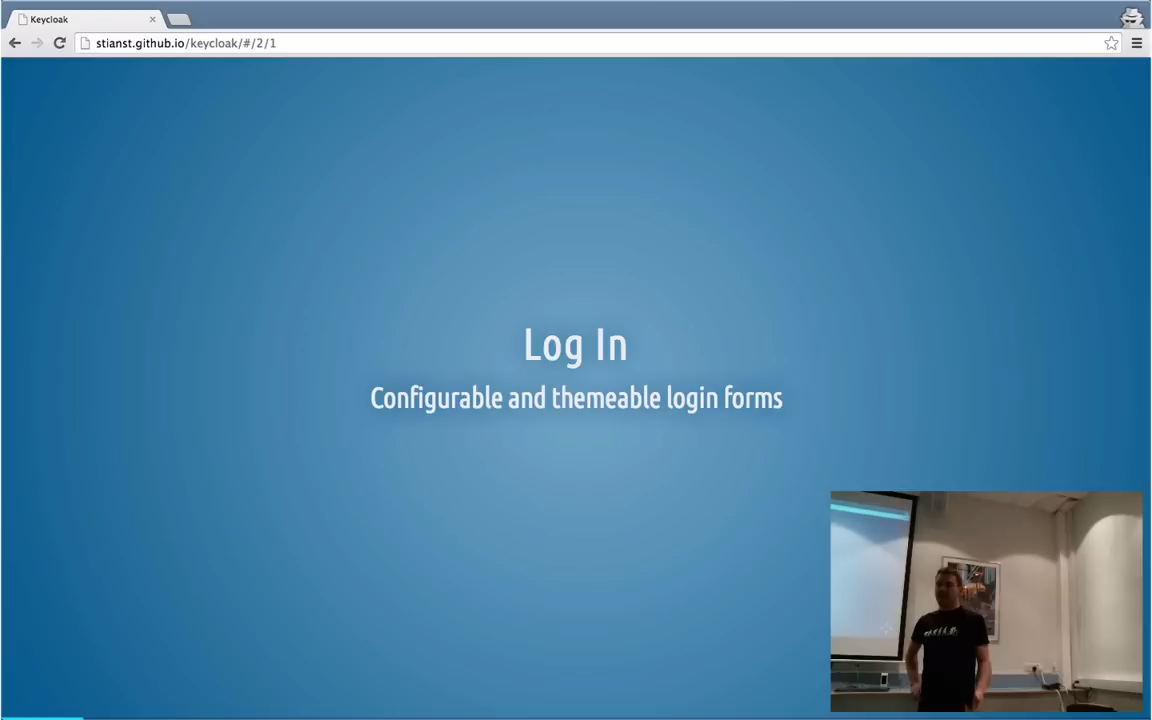 Keycloak
stianst.github.io/keycloak/#/2/1
Log In
Configurable and themeable login forms